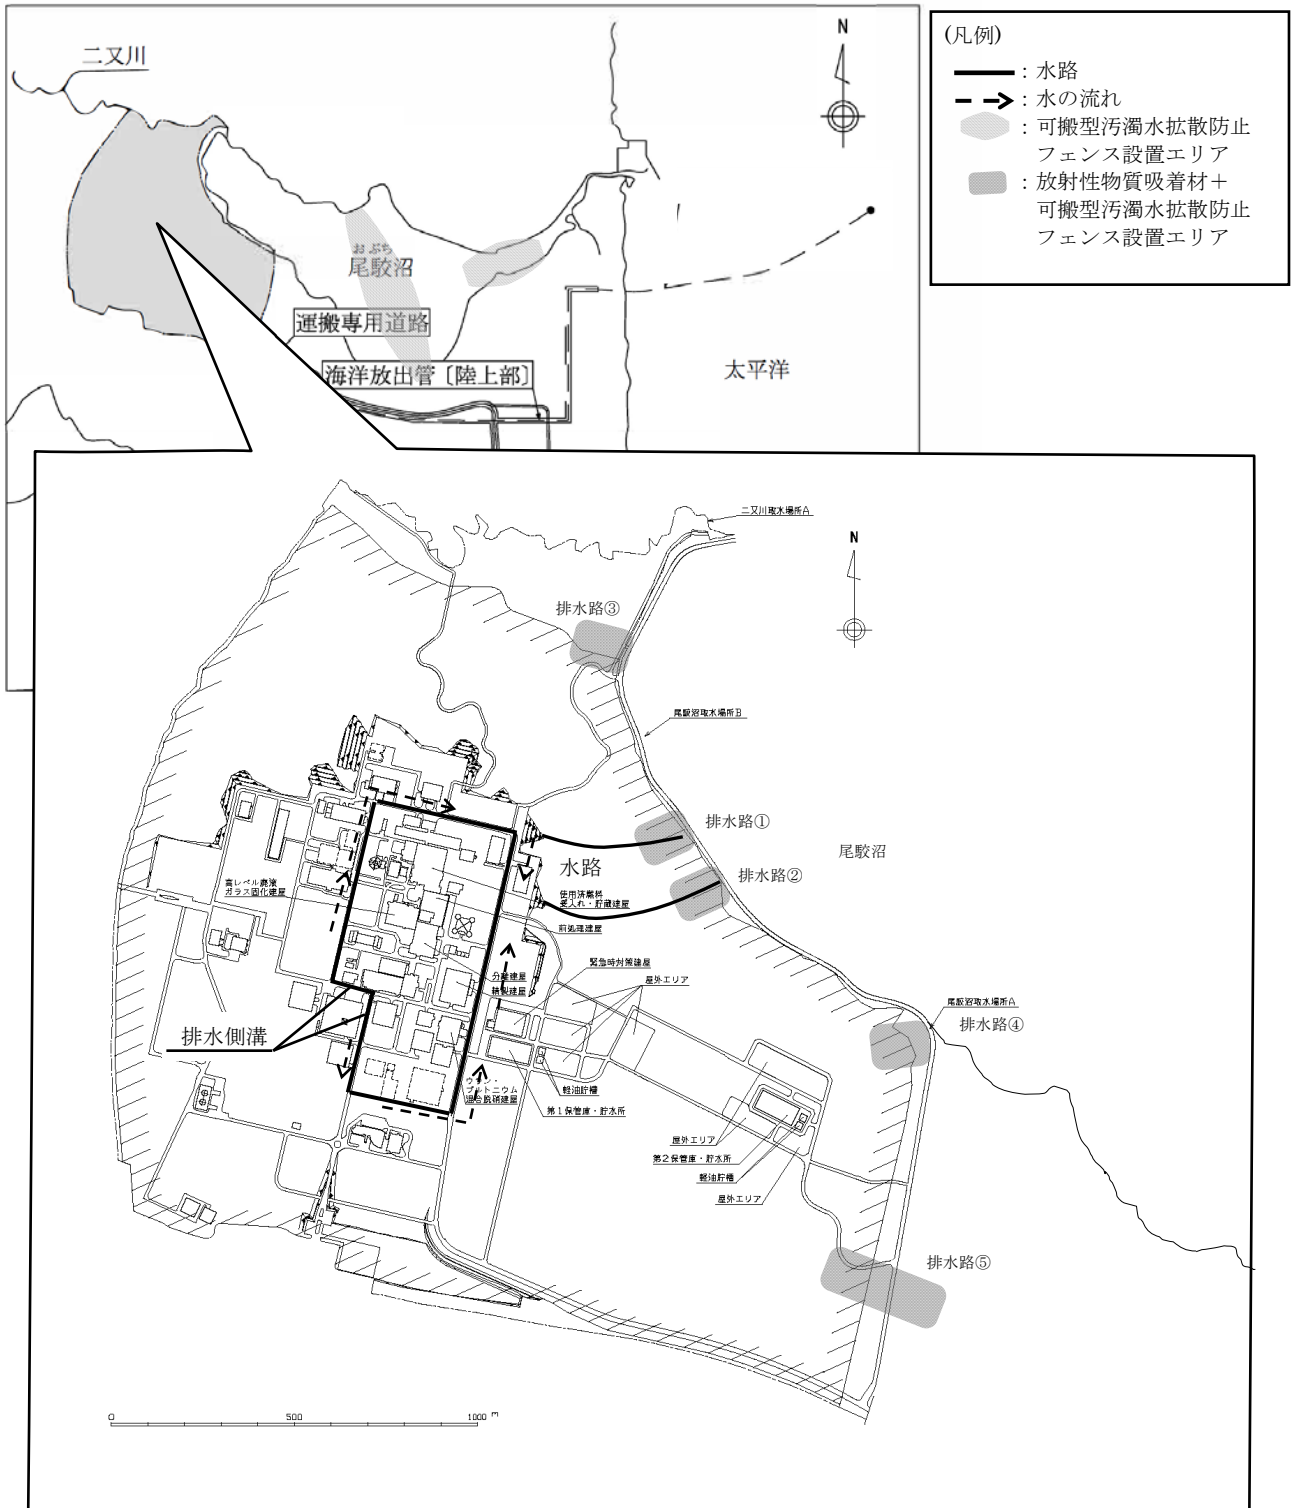 二又川
N
(凡例)
：水路
：水の流れ
：可搬型汚濁水拡散防止
フェンス設置エリア
：放射性物質吸着材＋
可搬型汚濁水拡散防止
フェンス設置エリア
おぶち
尾駮沼
運搬専用道路
海洋放出管〔陸上部〕
太平洋
二又川取水場所A
N
排水路③
尾駮沼取水場所B
排水路①
尾駮沼
排水路②
水路
使用済燃料
受入れ・貯蔵建屋
高レベル廃液
ガラス固化建屋
前処理建屋
緊急時対策建屋
分離建屋
屋外エリア
精製建屋
尾駮沼取水場所A
排水路④
排水側溝
ウラン・
プルトニウム
混合脱硝建屋
軽油貯槽
第１保管庫・貯水所
屋外エリア
第２保管庫・貯水所
軽油貯槽
屋外エリア
排水路⑤
0 500 1000 m